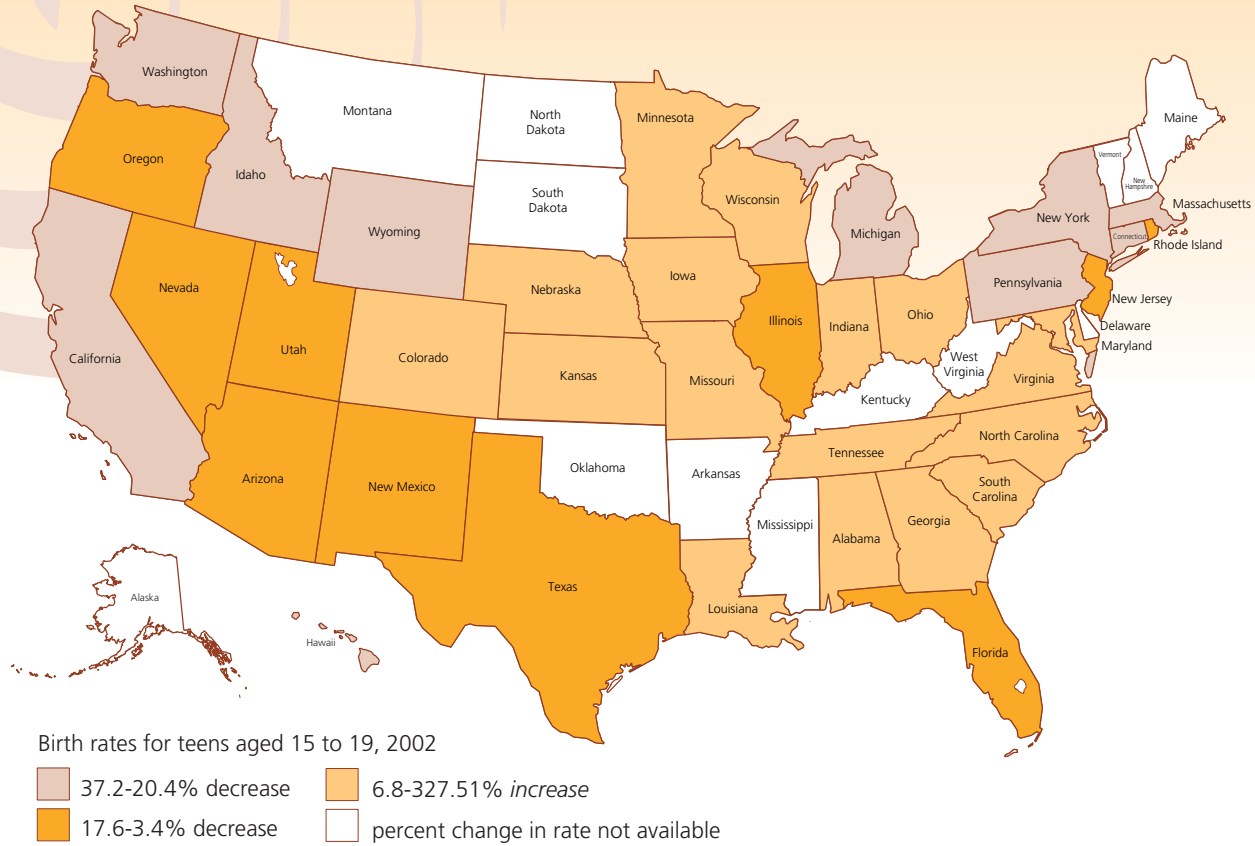 Washington
Montana
North
Dakota
Minnesota
Maine
Oregon
Idaho
Vermont
New
Hampshire
South
Dakota
Wisconsin
Massachusetts
Wyoming
Michigan
New York
Connecticut
Rhode Island
Nevada
Nebraska
Iowa
Pennsylvania
New Jersey
Utah
Illinois
Indiana
Ohio
Delaware
California
Colorado
Kansas
Missouri
West
Virginia
Maryland
Virginia
Kentucky
Arizona
New Mexico
Oklahoma
Arkansas
Tennessee
North Carolina
South
Carolina
Mississippi
Alabama
Georgia
Texas
Alaska
Louisiana
Hawaii
Florida
Birth rates for teens aged 15 to 19, 2002
37.2-20.4% decrease
6.8-327.51% increase
17.6-3.4% decrease
percent change in rate not available